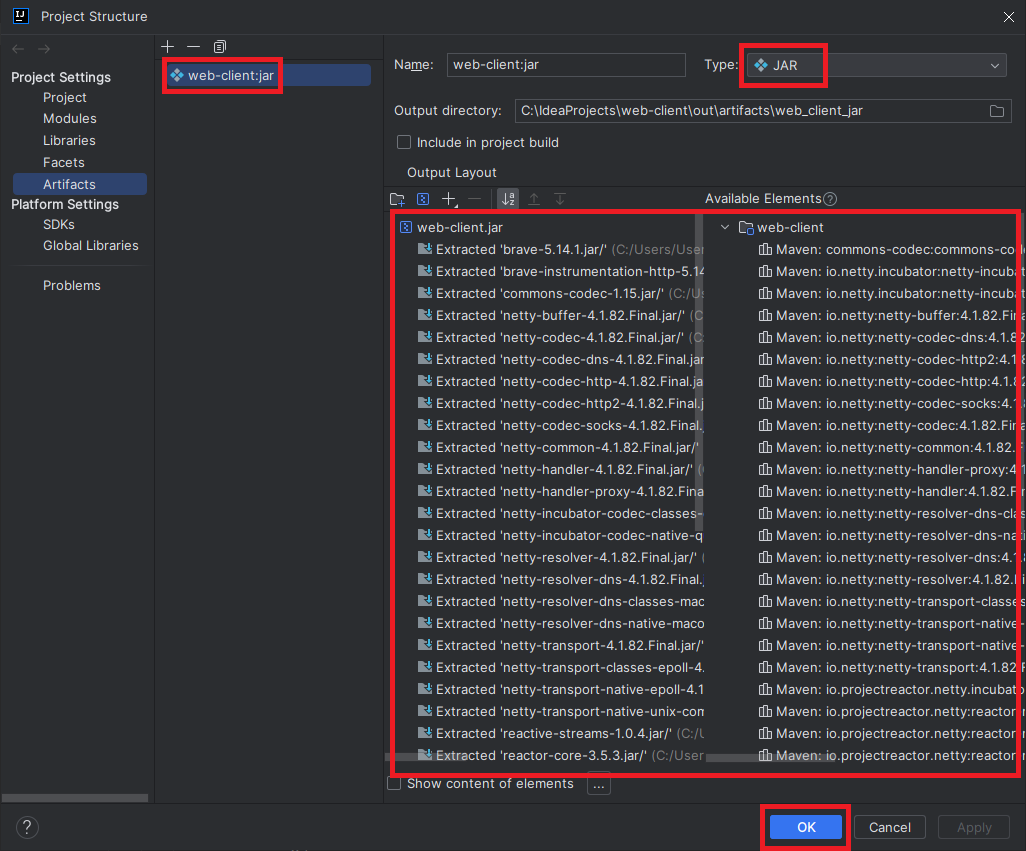 Project Structure
Project Settings
Project
Modules
Libraries
Facets
Artifacts
Platform Settings
SDKs
Global Libraries
Problems
web-client:jar
Name: web-client:jar Type: JAR
Output directory: C:\IdeaProjects\web-client\out\artifacts\web_client_jar
Include in project build
Output Layout
Available Elements
web-client.jar
Extracted 'brave-5.14.1.jar/' (C:/Users/User
Extracted 'brave-instrumentation-http-5.14
Extracted 'commons-codec-1.15.jar/' (C:/Us
Extracted 'netty-buffer-4.1.82.Final.jar/' (C
Extracted 'netty-codec-4.1.82.Final.jar/' (C:
Extracted 'netty-codec-dns-4.1.82.Final.jar
Extracted 'netty-codec-http-4.1.82.Final.ja
Extracted 'netty-codec-http2-4.1.82.Final.j
Extracted 'netty-codec-socks-4.1.82.Final.
Extracted 'netty-common-4.1.82.Final.jar/'
Extracted 'netty-handler-4.1.82.Final.jar/' (
Extracted 'netty-handler-proxy-4.1.82.Fina
Extracted 'netty-incubator-codec-classes-
Extracted 'netty-incubator-codec-native-q
Extracted 'netty-resolver-4.1.82.Final.jar/' (
Extracted 'netty-resolver-dns-4.1.82.Final.
Extracted 'netty-resolver-dns-classes-mac
Extracted 'netty-resolver-dns-native-maco
Extracted 'netty-transport-4.1.82.Final.jar/'
Extracted 'netty-transport-classes-epoll-4.
Extracted 'netty-transport-native-epoll-4.1
Extracted 'netty-transport-native-unix-com
Extracted 'reactive-streams-1.0.4.jar/' (C:/U
Extracted 'reactor-core-3.5.3.jar/' (C:/User
web-client
Maven: commons-codec:commons-cod
Maven: io.netty.incubator:netty-incubat
Maven: io.netty.incubator:netty-incubat
Maven: io.netty:netty-buffer:4.1.82.Fina
Maven: io.netty:netty-codec-dns:4.1.82
Maven: io.netty:netty-codec-http2:4.1.8
Maven: io.netty:netty-codec-http:4.1.82
Maven: io.netty:netty-codec-socks:4.1.
Maven: io.netty:netty-codec:4.1.82.Fina
Maven: io.netty:netty-common:4.1.82.F
Maven: io.netty:netty-handler-proxy:4.1
Maven: io.netty:netty-handler:4.1.82.Fi
Maven: io.netty:netty-resolver-dns-clas
Maven: io.netty:netty-resolver-dns-nati
Maven: io.netty:netty-resolver-dns:4.1.
Maven: io.netty:netty-resolver:4.1.82.Fi
Maven: io.netty:netty-transport-classes
Maven: io.netty:netty-transport-native-
Maven: io.netty:netty-transport-native-
Maven: io.netty:netty-transport:4.1.82.F
Maven: io.projectreactor.netty.incubato
Maven: io.projectreactor.netty:reactor-
Maven: io.projectreactor.netty:reactor-
Maven: io.projectreactor.netty:reactor-
Show content of elements ...
OK Cancel Apply